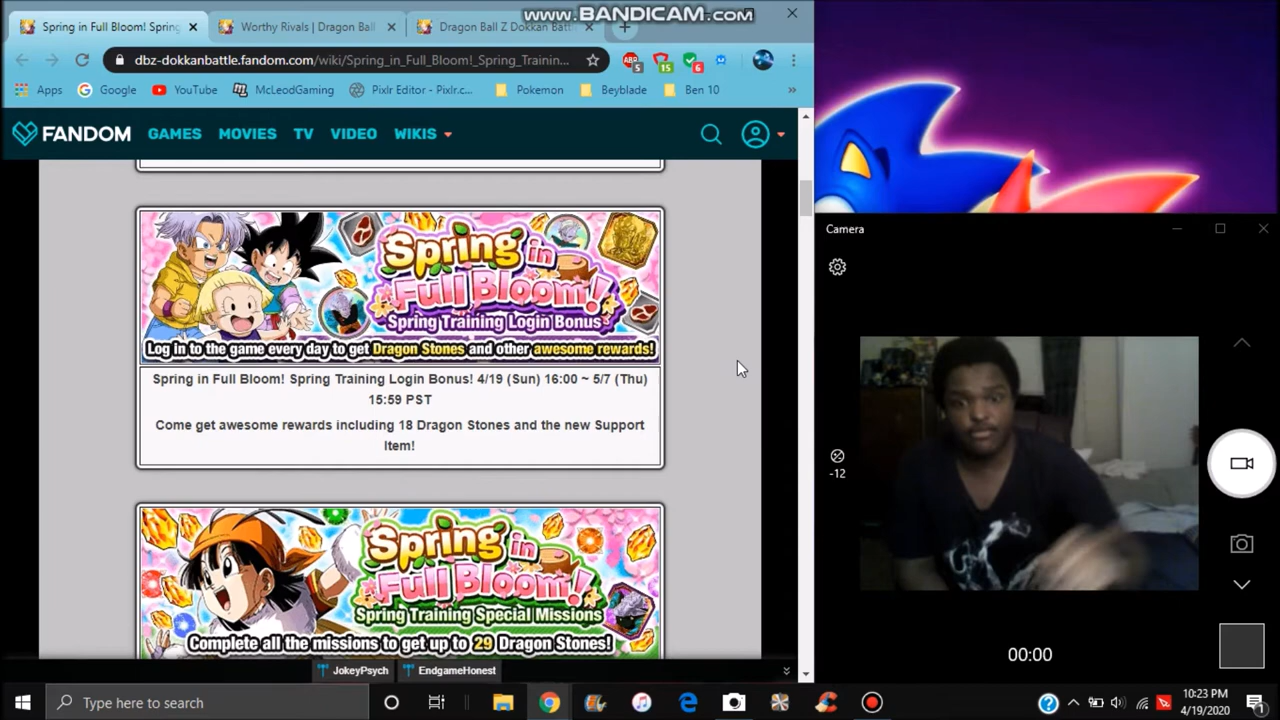 www.BANDICAM.com
Spring in Full Bloom! Spring
Worthy Rivals | Dragon Ball
Dragon Ball Z Dokkan Battl
dbz-dokkanbattle.fandom.com/wiki/Spring_in_Full_Bloom!_Spring_Trainin...
ABP
5
15
6
Apps
Google
YouTube
McLeodGaming
Pixlr Editor - Pixlr.c...
Pokemon
Beyblade
Ben 10
»
FANDOM
GAMES
MOVIES
TV
VIDEO
WIKIS
Spring in
Full Bloom!
Spring Training Login Bonus
Log in to the game every day to get Dragon Stones and other awesome rewards!
Spring in Full Bloom! Spring Training Login Bonus! 4/19 (Sun) 16:00 ~ 5/7 (Thu)
15:59 PST
Come get awesome rewards including 18 Dragon Stones and the new Support
Item!
Spring in
Full Bloom!
Spring Training Special Missions
Complete all the missions to get up to 29 Dragon Stones!
JokeyPsych
EndgameHonest
Camera
-12
00:00
Type here to search
10:23 PM
4/19/2020
1